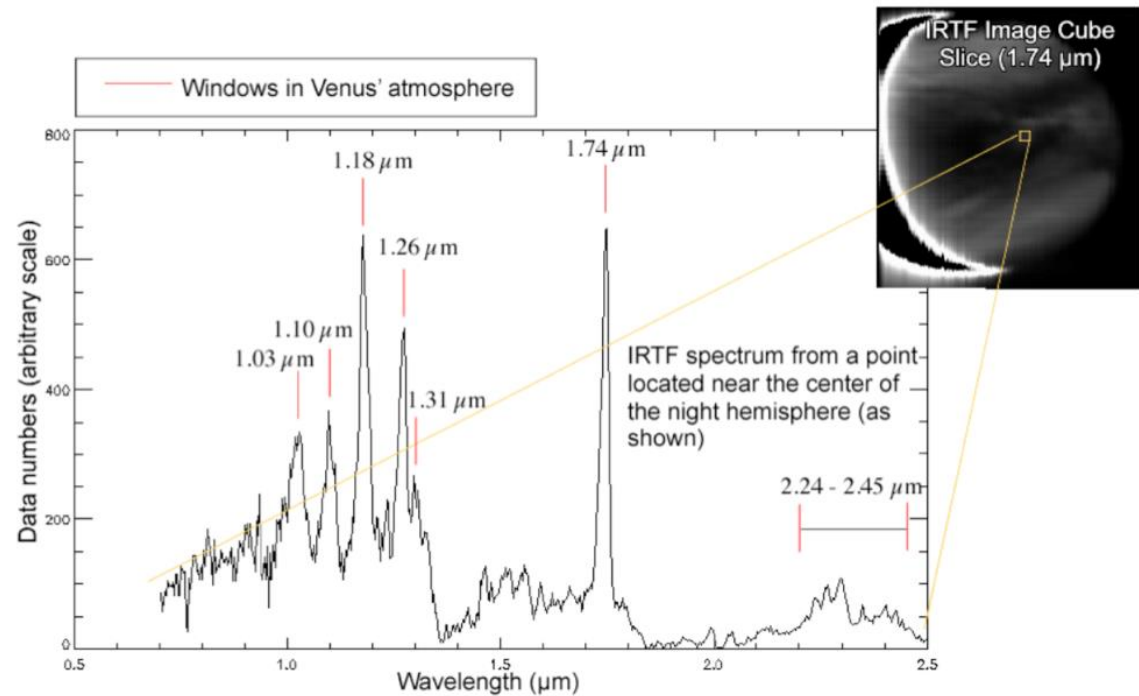 IRTF Image Cube
Slice (1.74 µm)
Windows in Venus' atmosphere
800
600
400
200
0
Data numbers (arbitrary scale)
1.03 µm
1.10 µm
1.18 µm
1.26 µm
1.31 µm
1.74 µm
IRTF spectrum from a point
located near the center of
the night hemisphere (as
shown)
2.24 - 2.45 µm
0.5
1.0
1.5
2.0
2.5
Wavelength (µm)